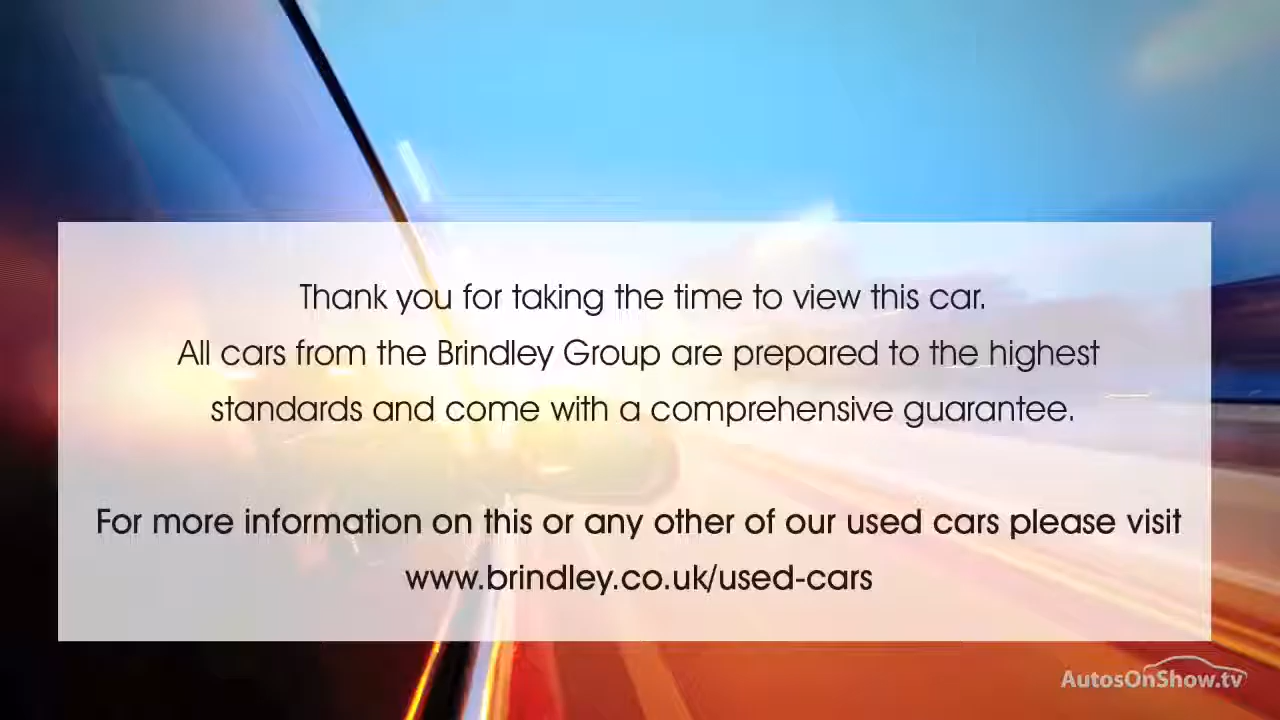 Thank you for taking the time to view this car.
All cars from the Brindley Group are prepared to the highest
standards and come with a comprehensive guarantee.
For more information on this or any other of our used cars please visit
www.brindley.co.uk/used-cars
AutosOnShow.tv